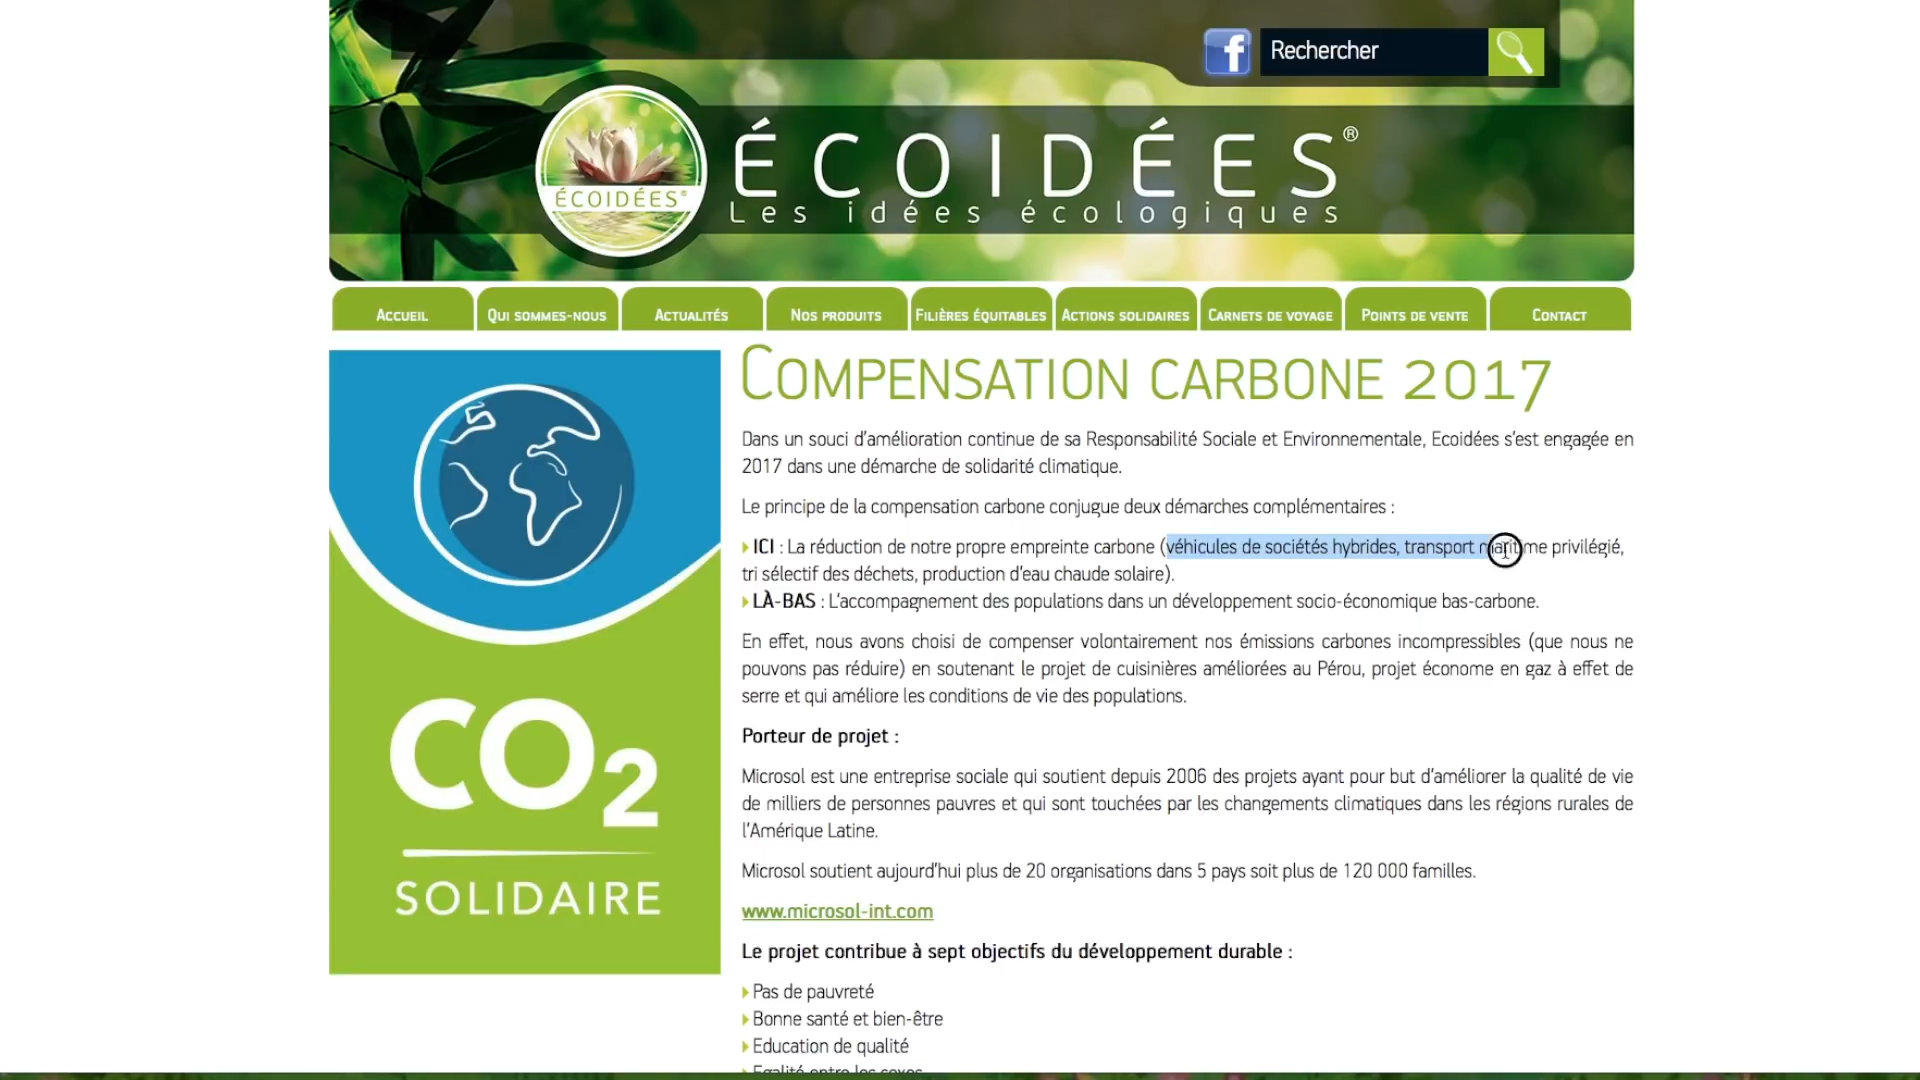 Rechercher
ÉCOIDÉES®
Les idées écologiques
ÉCOIDÉES®
Accueil
Qui sommes-nous
Actualités
Nos produits
Filières équitables
Actions solidaires
Carnets de voyage
Points de vente
Contact
CO2
SOLIDAIRE
Compensation carbone 2017
Dans un souci d'amélioration continue de sa Responsabilité Sociale et Environnementale, Ecoidées s'est engagée en
2017 dans une démarche de solidarité climatique.
Le principe de la compensation carbone conjugue deux démarches complémentaires :
ICI : La réduction de notre propre empreinte carbone (véhicules de sociétés hybrides, transport maritime privilégié,
tri sélectif des déchets, production d'eau chaude solaire).
LÀ-BAS : L'accompagnement des populations dans un développement socio-économique bas-carbone.
En effet, nous avons choisi de compenser volontairement nos émissions carbones incompressibles (que nous ne
pouvons pas réduire) en soutenant le projet de cuisinières améliorées au Pérou, projet économe en gaz à effet de
serre et qui améliore les conditions de vie des populations.
Porteur de projet :
Microsol est une entreprise sociale qui soutient depuis 2006 des projets ayant pour but d'améliorer la qualité de vie
de milliers de personnes pauvres et qui sont touchées par les changements climatiques dans les régions rurales de
l'Amérique Latine.
Microsol soutient aujourd'hui plus de 20 organisations dans 5 pays soit plus de 120 000 familles.
www.microsol-int.com
Le projet contribue à sept objectifs du développement durable :
Pas de pauvreté
Bonne santé et bien-être
Education de qualité
Egalité entre les sexes